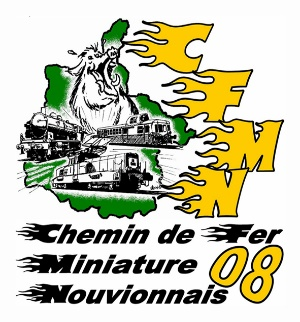 CFMN
Chemin de Fer
Miniature
Nouvionnais 08